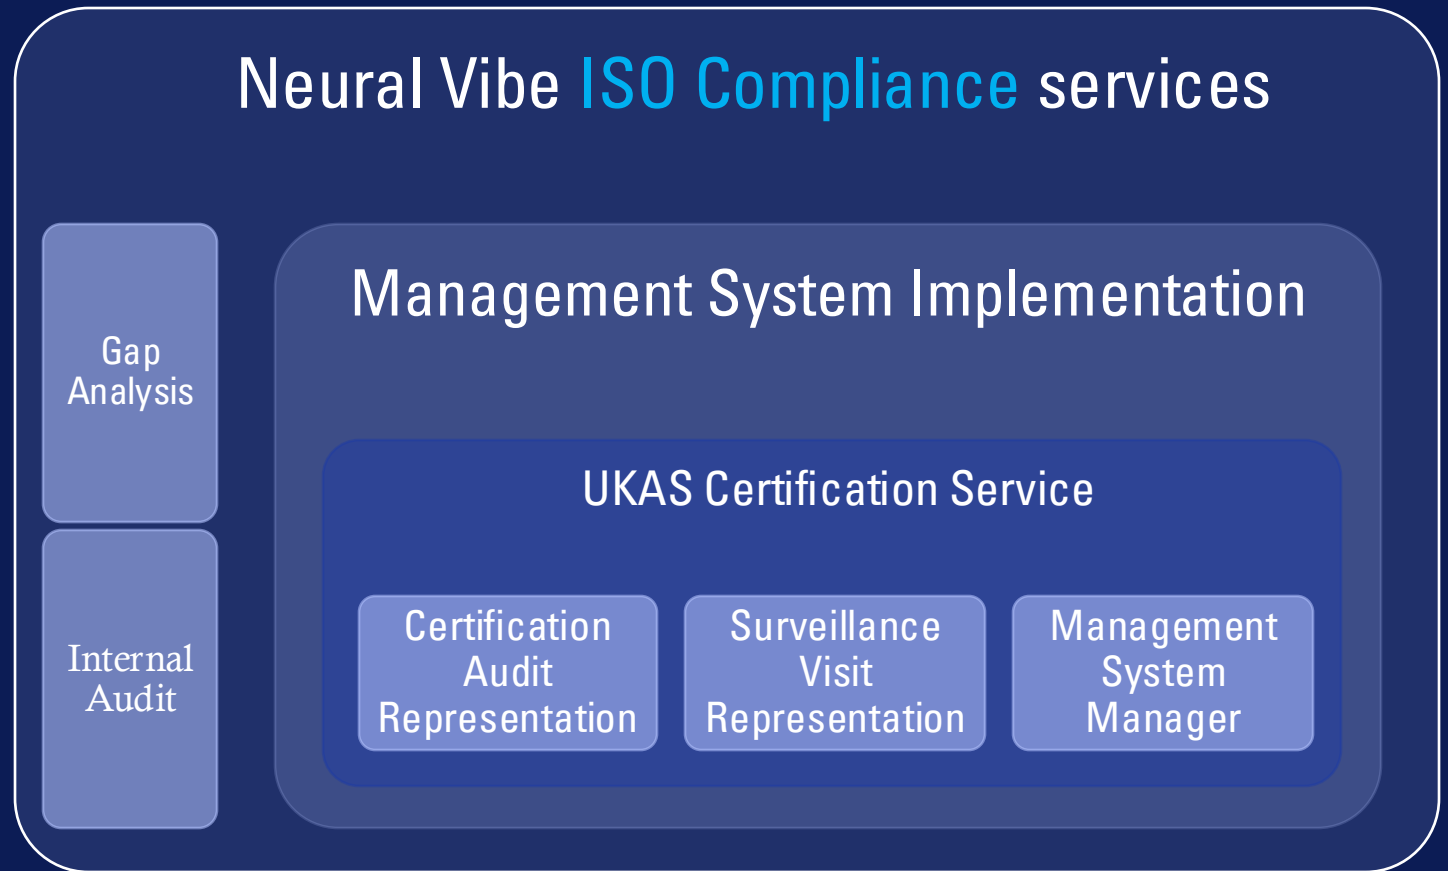 Neural Vibe ISO Compliance services
Gap
Analysis
Internal
Audit
Management System Implementation
UKAS Certification Service
Certification
Audit
Representation
Surveillance
Visit
Representation
Management
System
Manager